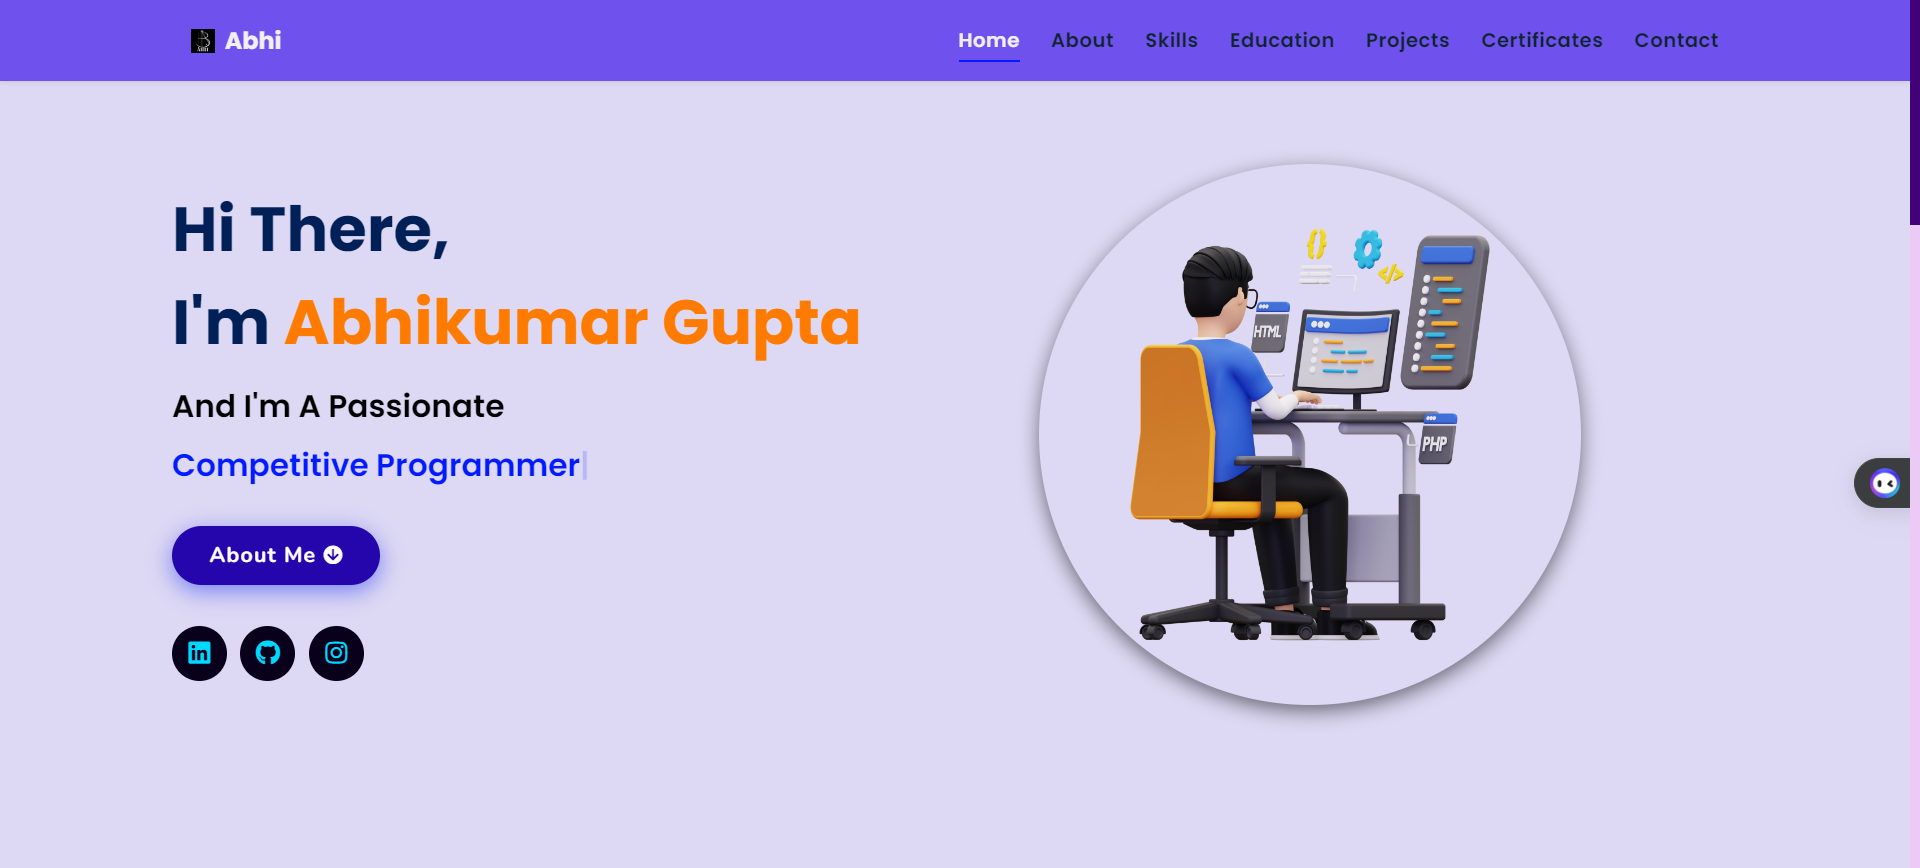 Abhi
Home About Skills Education Projects Certificates Contact
Hi There,
I'm Abhikumar Gupta
And I'm A Passionate
Competitive Programmer
About Me
HTML
</>
PHP